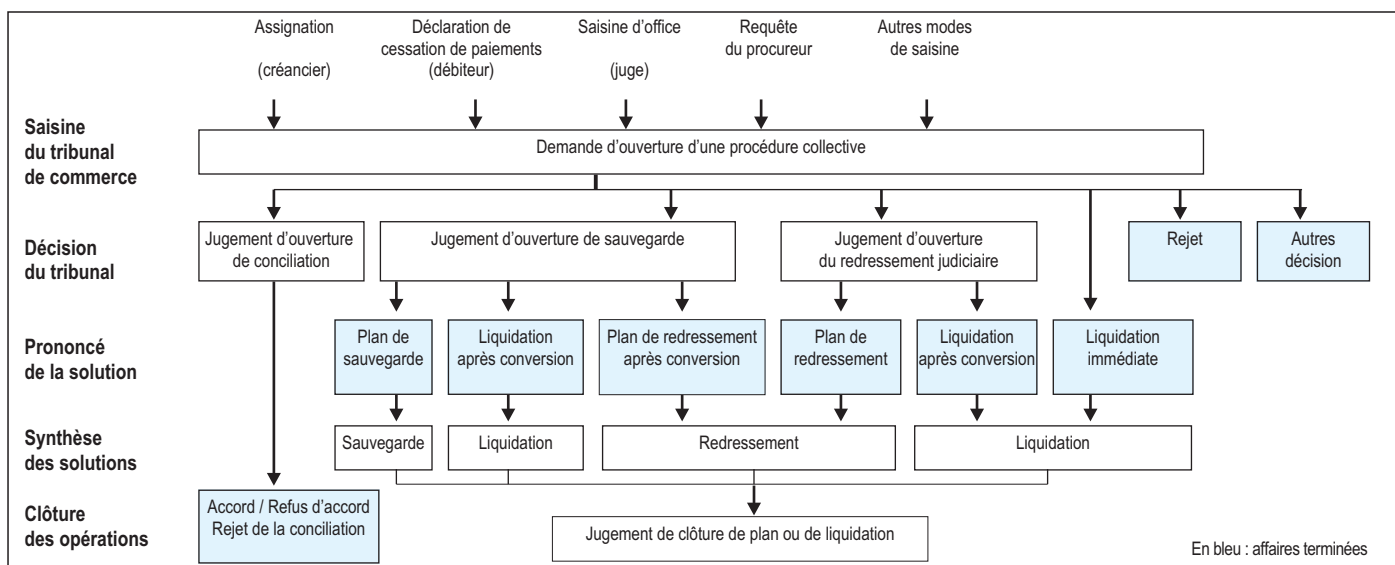 Assignation
(créancier)
Déclaration de
cessation de paiements
(débiteur)
Saisine d'office
(juge)
Requête
du procureur
Autres modes
de saisine
Saisine
du tribunal
de commerce
Demande d'ouverture d'une procédure collective
Décision
du tribunal
Jugement d'ouverture
de conciliation
Jugement d'ouverture de sauvegarde
Jugement d'ouverture
du redressement judiciaire
Rejet
Autres
décision
Prononcé
de la solution
Plan de
sauvegarde
Liquidation
après conversion
Plan de redressement
après conversion
Plan de
redressement
Liquidation
après conversion
Liquidation
immédiate
Synthèse
des solutions
Sauvegarde
Liquidation
Redressement
Liquidation
Clôture
des opérations
Accord / Refus d'accord
Rejet de la conciliation
Jugement de clôture de plan ou de liquidation
En bleu : affaires terminées